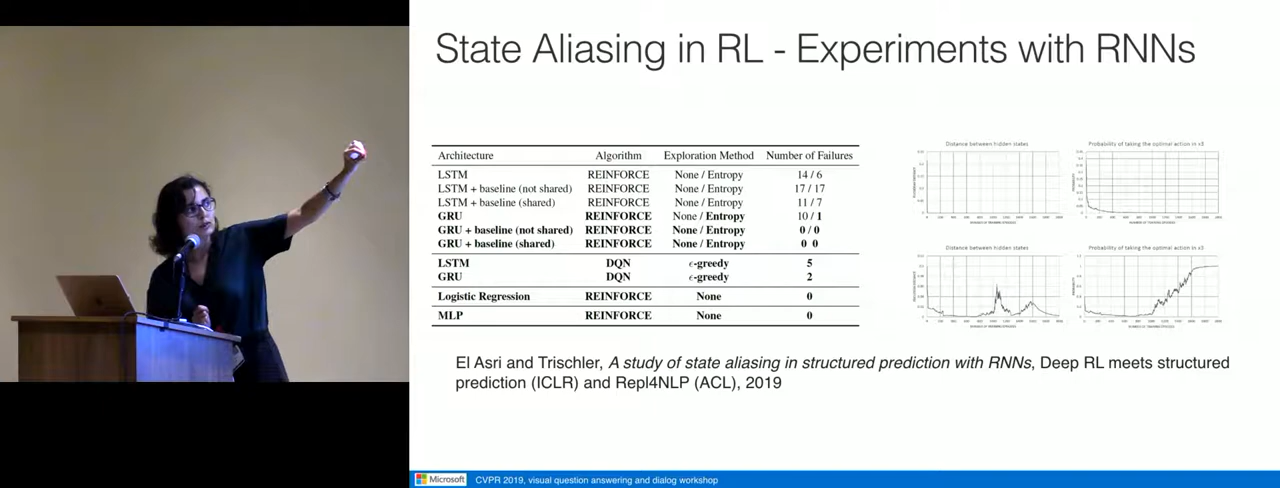 State Aliasing in RL - Experiments with RNNs
Architecture Algorithm Exploration Method Number of Failures
LSTM REINFORCE None / Entropy 14 / 6
LSTM + baseline (not shared) REINFORCE None / Entropy 17 / 17
LSTM + baseline (shared) REINFORCE None / Entropy 11 / 7
GRU REINFORCE None / Entropy 10 / 1
GRU + baseline (not shared) REINFORCE None / Entropy 0 / 0
GRU + baseline (shared) REINFORCE None / Entropy 0 0
LSTM DQN ϵ-greedy 5
GRU DQN ϵ-greedy 2
Logistic Regression REINFORCE None 0
MLP REINFORCE None 0
Distance between hidden states
Probability of taking the optimal action in x3
Distance between hidden states
Probability of taking the optimal action in x3
El Asri and Trischler, A study of state aliasing in structured prediction with RNNs, Deep RL meets structured
prediction (ICLR) and Repl4NLP (ACL), 2019
Microsoft CVPR 2019, visual question answering and dialog workshop